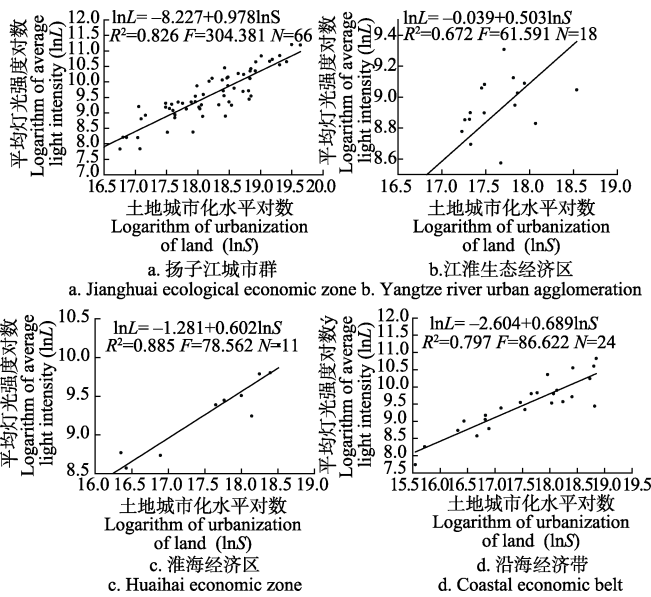 lnL= −8.227+0.978lnS
R²=0.826 F=304.381 N=66
平均灯光强度对数
Logarithm of average
light intensity (lnL)
12.0
11.5
11.0
10.5
10.0
9.5
9.0
8.5
8.0
7.5
7.0
16.5 17.0 17.5 18.0 18.5 19.0 19.5 20.0
土地城市化水平对数
Logarithm of urbanization
of land (lnS)
a. 扬子江城市群
lnL= −0.039+0.503lnS
R²=0.672 F=61.591 N=18
平均灯光强度对数
Logarithm of average
light intensity (lnL)
9.4
9.2
9.0
8.8
8.6
16.5 17.0 17.5 18.0 18.5 19.0
土地城市化水平对数
Logarithm of urbanization
of land (lnS)
b.江淮生态经济区
a. Jianghuai ecological economic zone b. Yangtze river urban agglomeration
lnL= −1.281+0.602lnS
R²=0.885 F=78.562 N=11
平均灯光强度对数
Logarithm of average
light intensity (lnL)
10.5
10.0
9.5
9.0
8.5
16.0 16.5 17.0 17.5 18.0 18.5 19.0
土地城市化水平对数
Logarithm of urbanization
of land (lnS)
c. 淮海经济区
c. Huaihai economic zone
lnL= −2.604+0.689lnS
R²=0.797 F=86.622 N=24
平均灯光强度对数ý
Logarithm of average
light intensity (lnL)
12.0
11.5
11.0
10.5
10.0
9.5
9.0
8.5
8.0
7.5
15.5 16.0 16.5 17.0 17.5 18.0 18.5 19.0 19.5
土地城市化水平对数
Logarithm of urbanization
of land (lnS)
d. 沿海经济带
d. Coastal economic belt